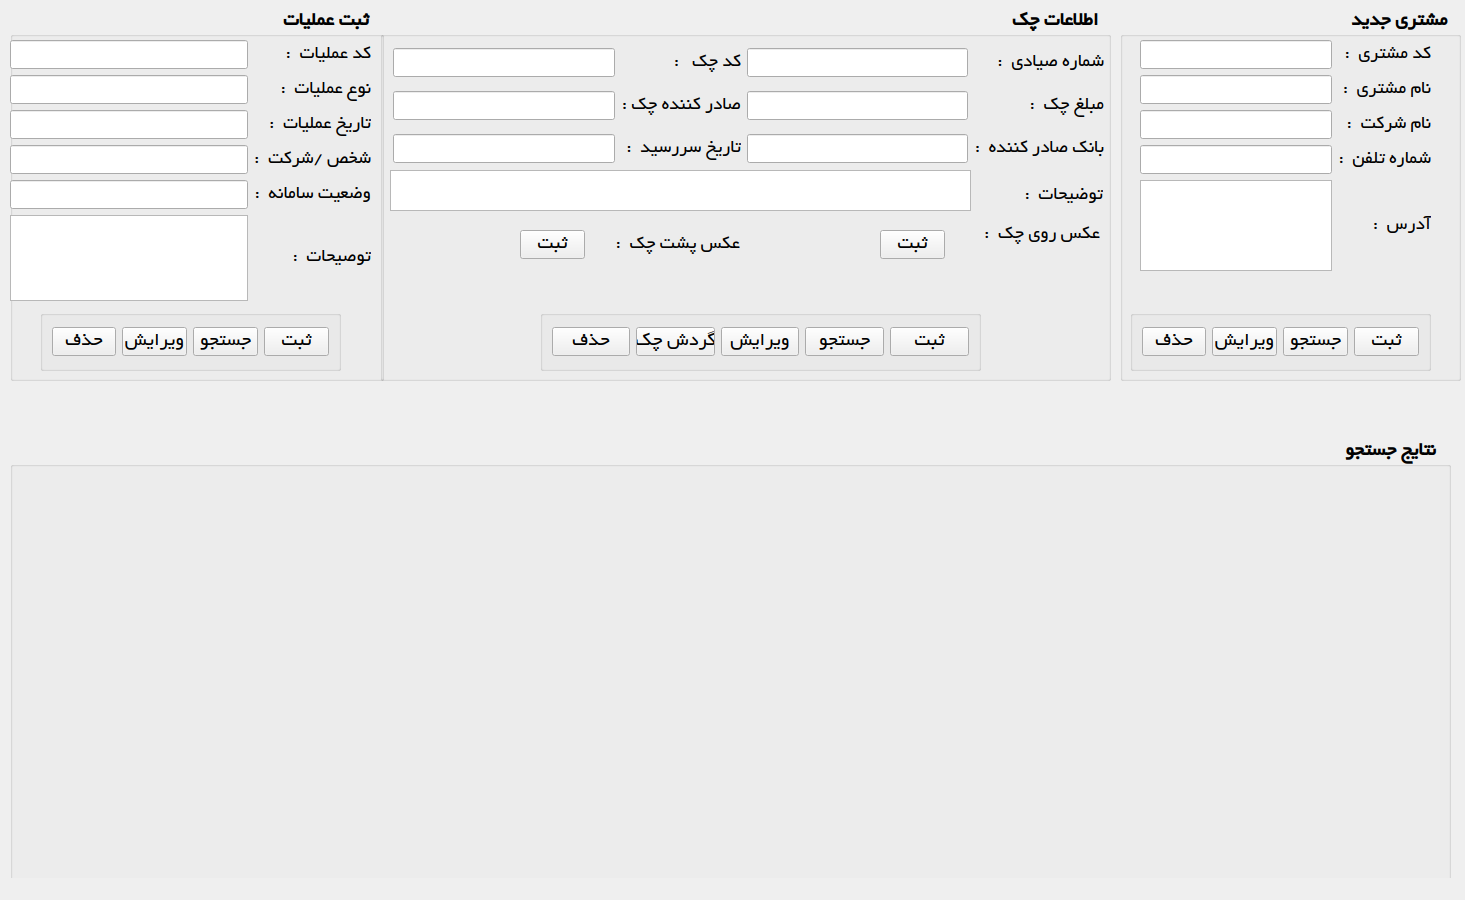 مشتری جدید
کد مشتری :
نام مشتری :
نام شرکت :
شماره تلفن :
آدرس :
ثبت جستجو ویرایش حذف
اطلاعات چک
شماره صیادی : کد چک :
مبلغ چک : صادر کننده چک :
بانک صادر کننده : تاریخ سررسید :
توضیحات :
عکس روی چک : ثبت عکس پشت چک : ثبت
ثبت جستجو ویرایش گردش چک حذف
ثبت عملیات
کد عملیات :
نوع عملیات :
تاریخ عملیات :
شخص /شرکت :
وضعیت سامانه :
توصیحات :
ثبت جستجو ویرایش حذف
نتایج جستجو